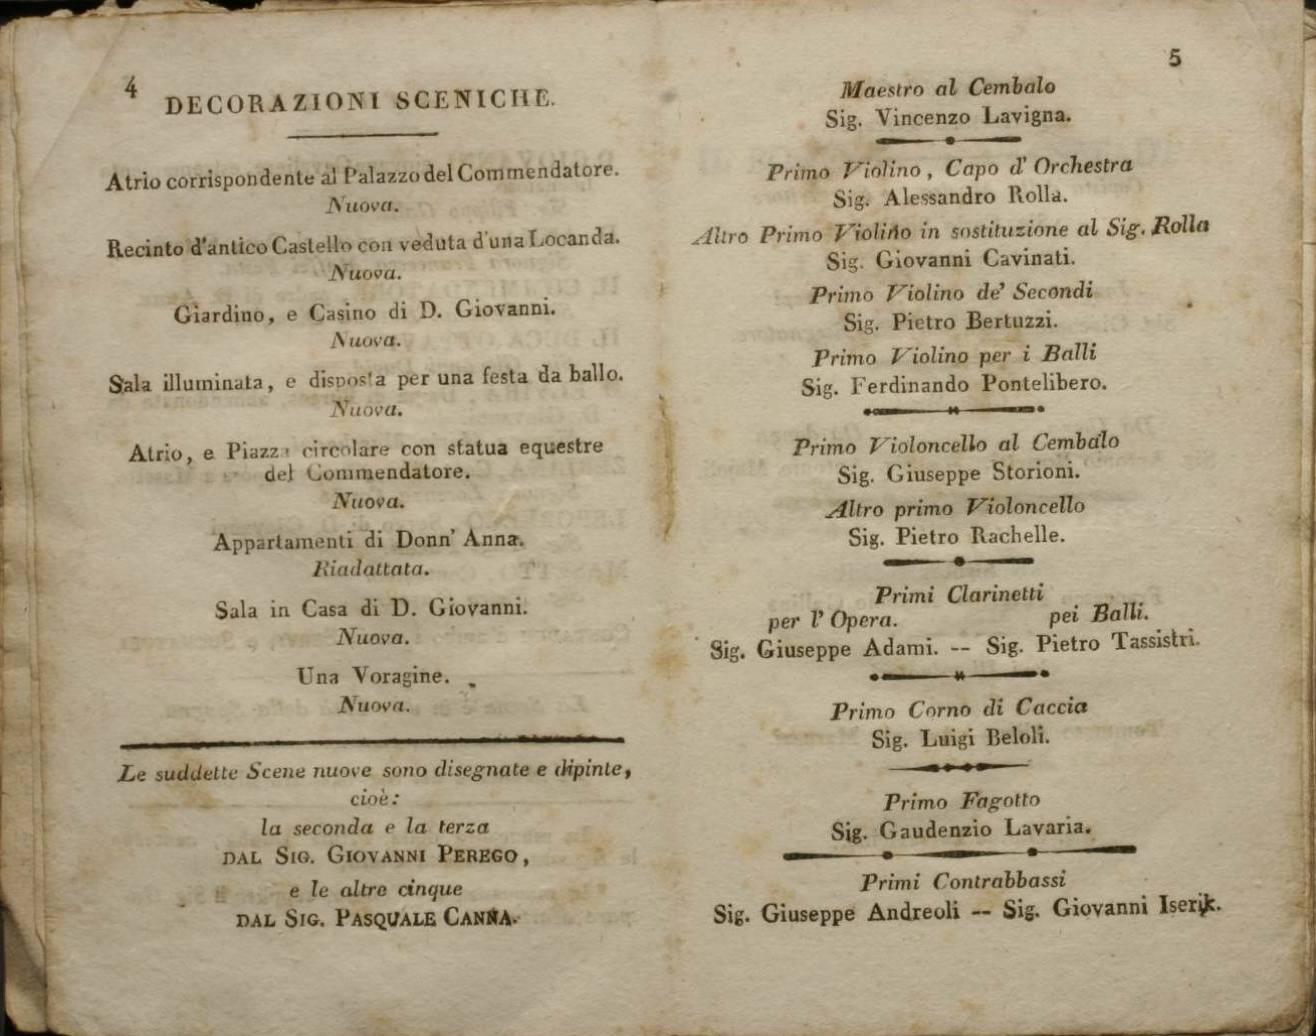 4
DECORAZIONI SCENICHE.
Atrio corrispondente al Palazzo del Commendatore.
Nuova.
Recinto d'antico Castello con veduta d'una Locanda.
Nuova.
Giardino, e Casino di D. Giovanni.
Nuova.
Sala illuminata, e disposta per una festa da ballo.
Nuova.
Atrio, e Piazza circolare con statua equestre
del Commendatore.
Nuova.
Appartamenti di Donn' Anna.
Riadattata.
Sala in Casa di D. Giovanni.
Nuova.
Una Voragine.
Nuova.
Le suddette Scene nuove sono disegnate e dipinte,
cioè:
la seconda e la terza
DAL SIG. GIOVANNI PEREGO,
e le altre cinque
DAL SIG. PASQUALE CANNA.
5
Maestro al Cembalo
Sig. Vincenzo Lavigna.
Primo Violino, Capo d' Orchestra
Sig. Alessandro Rolla.
Altro Primo Violino in sostituzione al Sig. Rolla
Sig. Giovanni Cavinati.
Primo Violino de' Secondi
Sig. Pietro Bertuzzi.
Primo Violino per i Balli
Sig. Ferdinando Pontelibero.
Primo Violoncello al Cembalo
Sig. Giuseppe Storioni.
Altro primo Violoncello
Sig. Pietro Rachelle.
Primi Clarinetti
per l' Opera. pei Balli.
Sig. Giuseppe Adami. -- Sig. Pietro Tassistri.
Primo Corno di Caccia
Sig. Luigi Beloli.
Primo Fagotto
Sig. Gaudenzio Lavaria.
Primi Contrabbassi
Sig. Giuseppe Andreoli -- Sig. Giovanni Iserik.